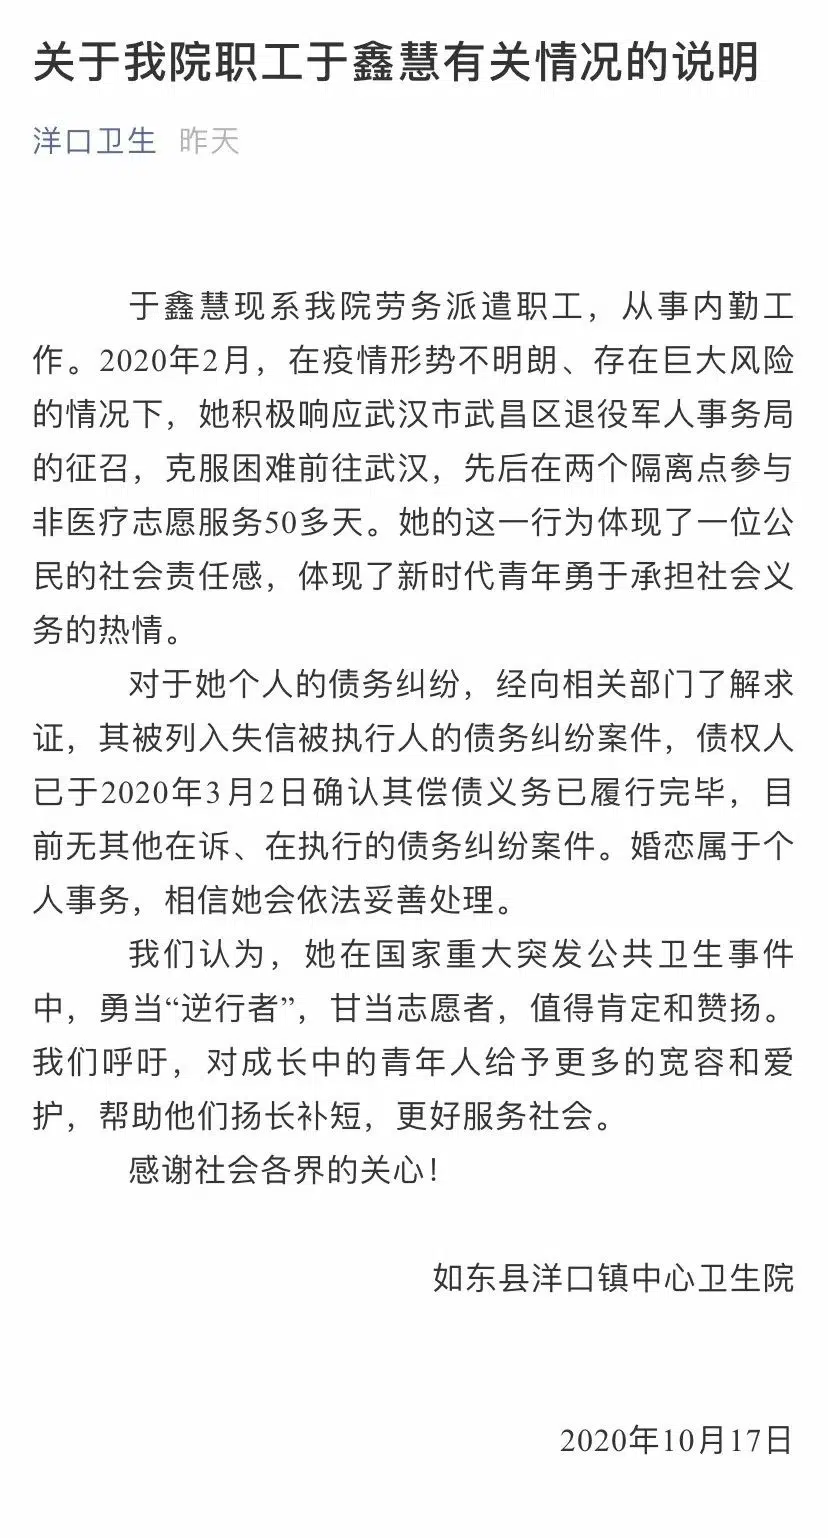 关于我院职工于鑫慧有关情况的说明
洋口卫生 昨天
于鑫慧现系我院劳务派遣职工，从事内勤工
作。2020年2月，在疫情形势不明朗、存在巨大风险
的情况下，她积极响应武汉市武昌区退役军人事务局
的征召，克服困难前往武汉，先后在两个隔离点参与
非医疗志愿服务50多天。她的这一行为体现了一位公
民的社会责任感，体现了新时代青年勇于承担社会义
务的热情。
对于她个人的债务纠纷，经向相关部门了解求
证，其被列入失信被执行人的债务纠纷案件，债权人
已于2020年3月2日确认其偿债义务已履行完毕，目
前无其他在诉、在执行的债务纠纷案件。婚恋属于个
人事务，相信她会依法妥善处理。
我们认为，她在国家重大突发公共卫生事件
中，勇当“逆行者”，甘当志愿者，值得肯定和赞扬。
我们呼吁，对成长中的青年人给予更多的宽容和爱
护，帮助他们扬长补短，更好服务社会。
感谢社会各界的关心！
如东县洋口镇中心卫生院
2020年10月17日